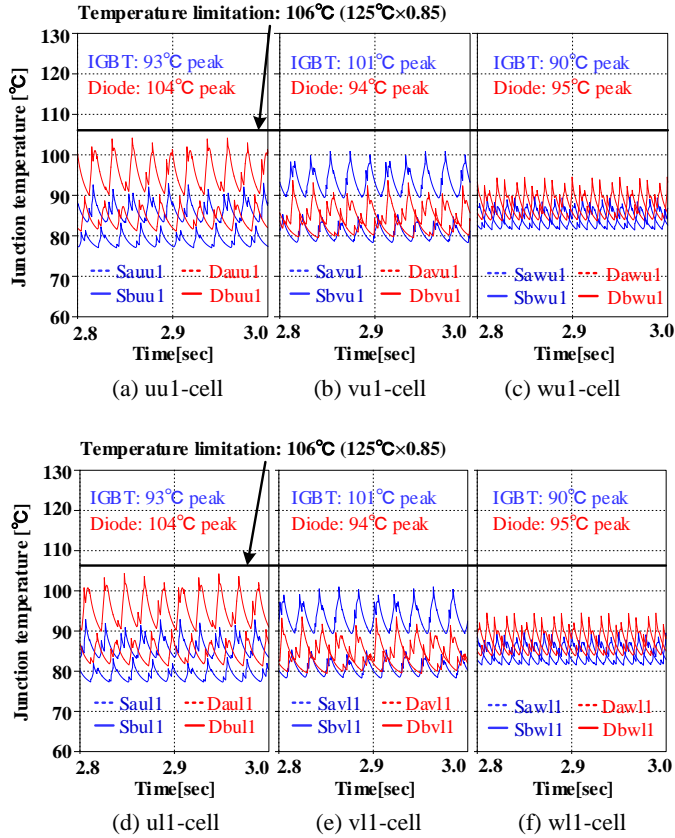 Temperature limitation: 106℃ (125℃×0.85)
Junction temperature [℃]
130
120
110
100
90
80
70
60
IGBT: 93℃ peak
Diode: 104℃ peak
IGBT: 101℃ peak
Diode: 94℃ peak
IGBT: 90℃ peak
Diode: 95℃ peak
Sauu1 Dauu1
Sbuu1 Dbuu1
Savu1 Davu1
Sbvu1 Dbvu1
Sawu1 Dawu1
Sbwu1 Dbwu1
2.8 2.9 3.0
2.8 2.9 3.0
2.8 2.9 3.0
Time[sec] Time[sec] Time[sec]
(a) uu1-cell (b) vu1-cell (c) wu1-cell
Temperature limitation: 106℃ (125℃×0.85)
Junction temperature [℃]
130
120
110
100
90
80
70
60
IGBT: 93℃ peak
Diode: 104℃ peak
IGBT: 101℃ peak
Diode: 94℃ peak
IGBT: 90℃ peak
Diode: 95℃ peak
Saul1 Daul1
Sbul1 Dbul1
Savl1 Davl1
Sbvl1 Dbvl1
Sawl1 Dawl1
Sbwl1 Dbwl1
2.8 2.9 3.0
2.8 2.9 3.0
2.8 2.9 3.0
Time[sec] Time[sec] Time[sec]
(d) ul1-cell (e) vl1-cell (f) wl1-cell